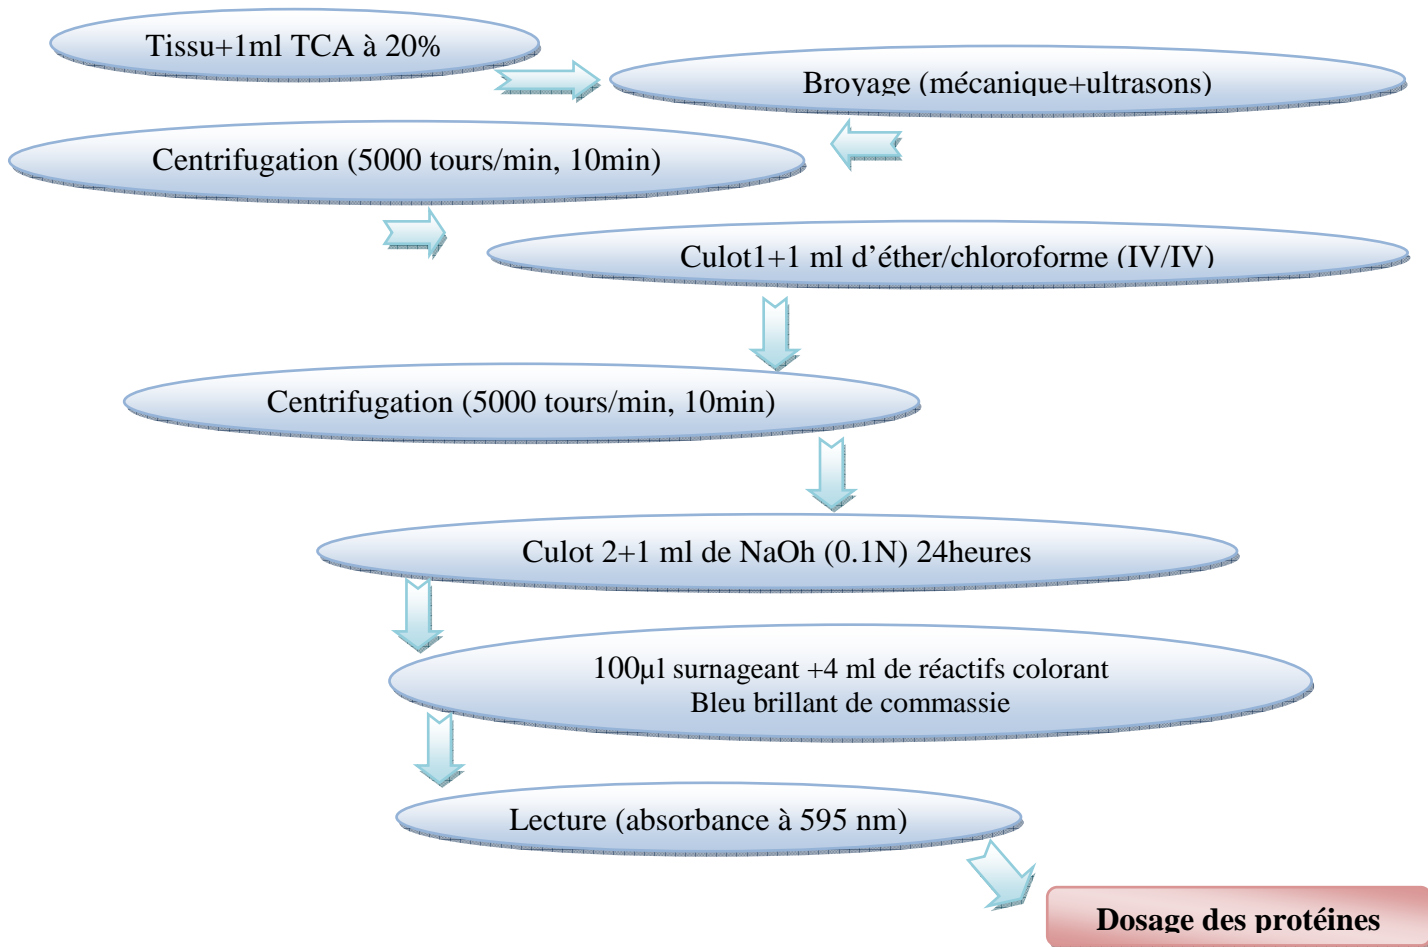 Tissu+1ml TCA à 20%
Broyage (mécanique+ultrasons)
Centrifugation (5000 tours/min, 10min)
Culot1+1 ml d’éther/chloroforme (IV/IV)
Centrifugation (5000 tours/min, 10min)
Culot 2+1 ml de NaOh (0.1N) 24heures
100µl surnageant +4 ml de réactifs colorant
Bleu brillant de commassie
Lecture (absorbance à 595 nm)
Dosage des protéines